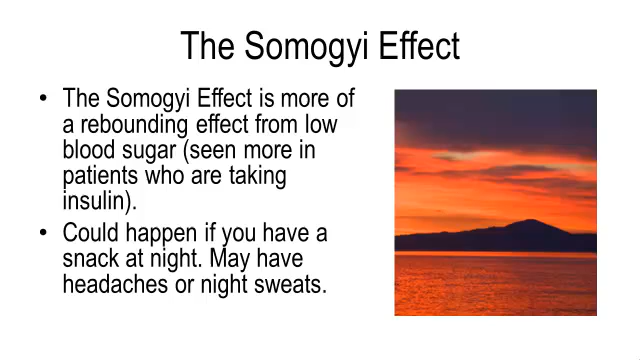 The Somogyi Effect
• The Somogyi Effect is more of
a rebounding effect from low
blood sugar (seen more in
patients who are taking
insulin).
• Could happen if you have a
snack at night. May have
headaches or night sweats.